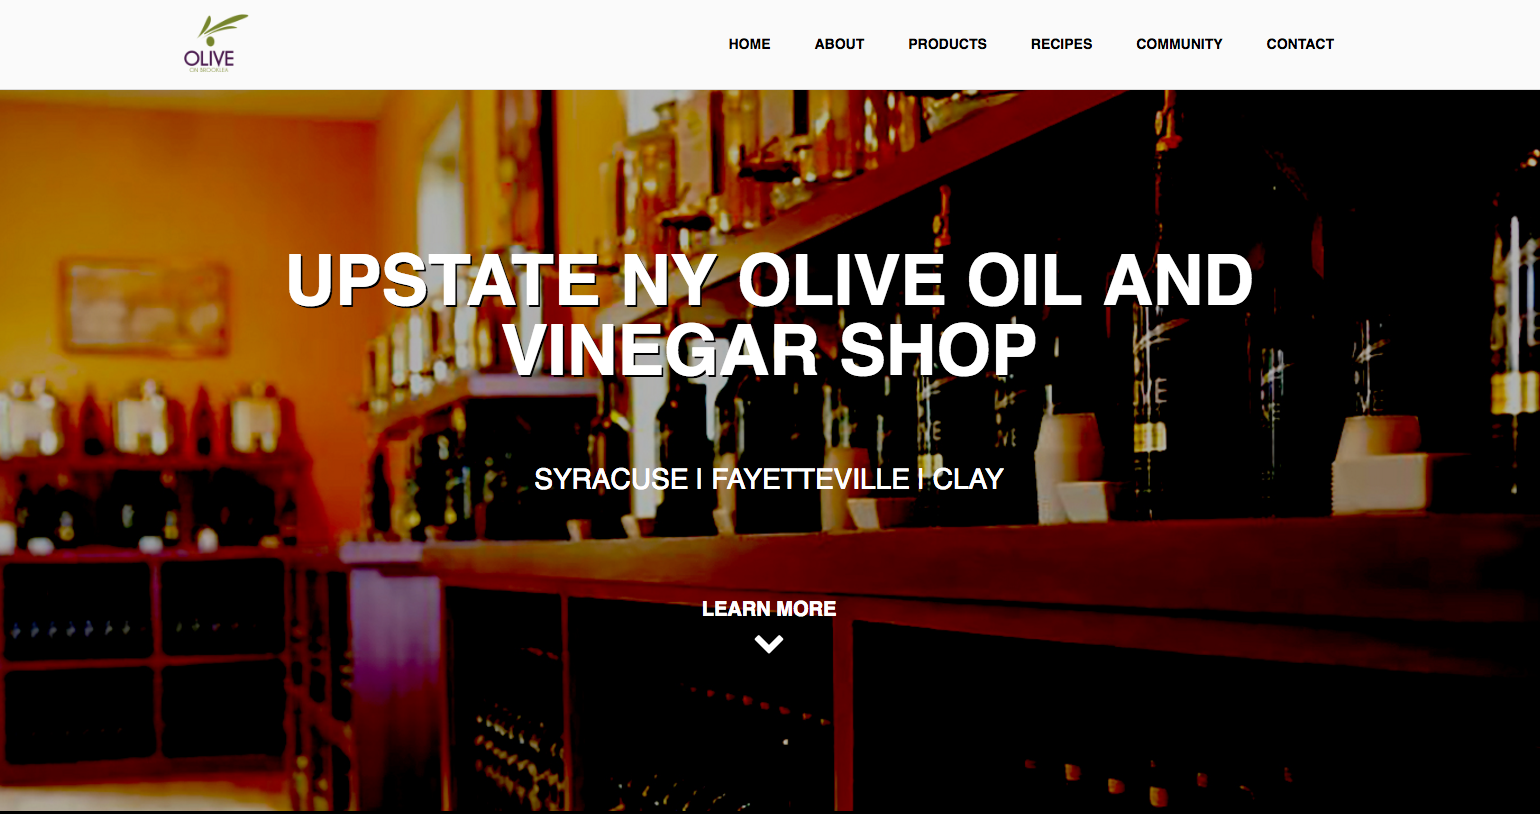 OLIVE
ON BROOKLEA
HOME ABOUT PRODUCTS RECIPES COMMUNITY CONTACT
UPSTATE NY OLIVE OIL AND
VINEGAR SHOP
SYRACUSE | FAYETTEVILLE | CLAY
LEARN MORE